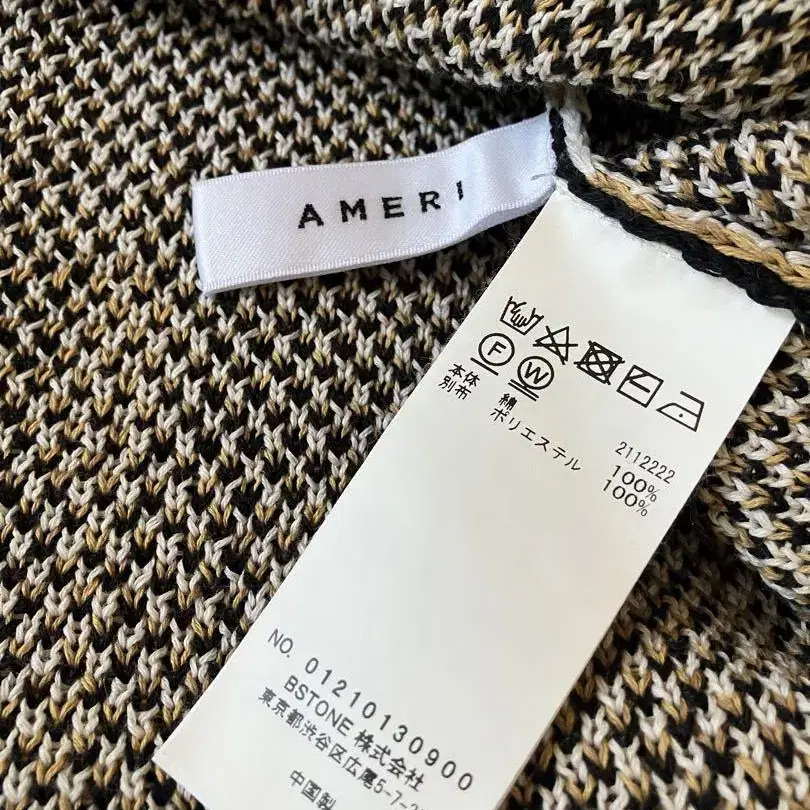 AMERI
F W
2112222
本体 綿 100%
別布 ポリエステル 100%
NO. 01210130900
BSTONE 株式会社
東京都渋谷区広尾5-7-
中国製